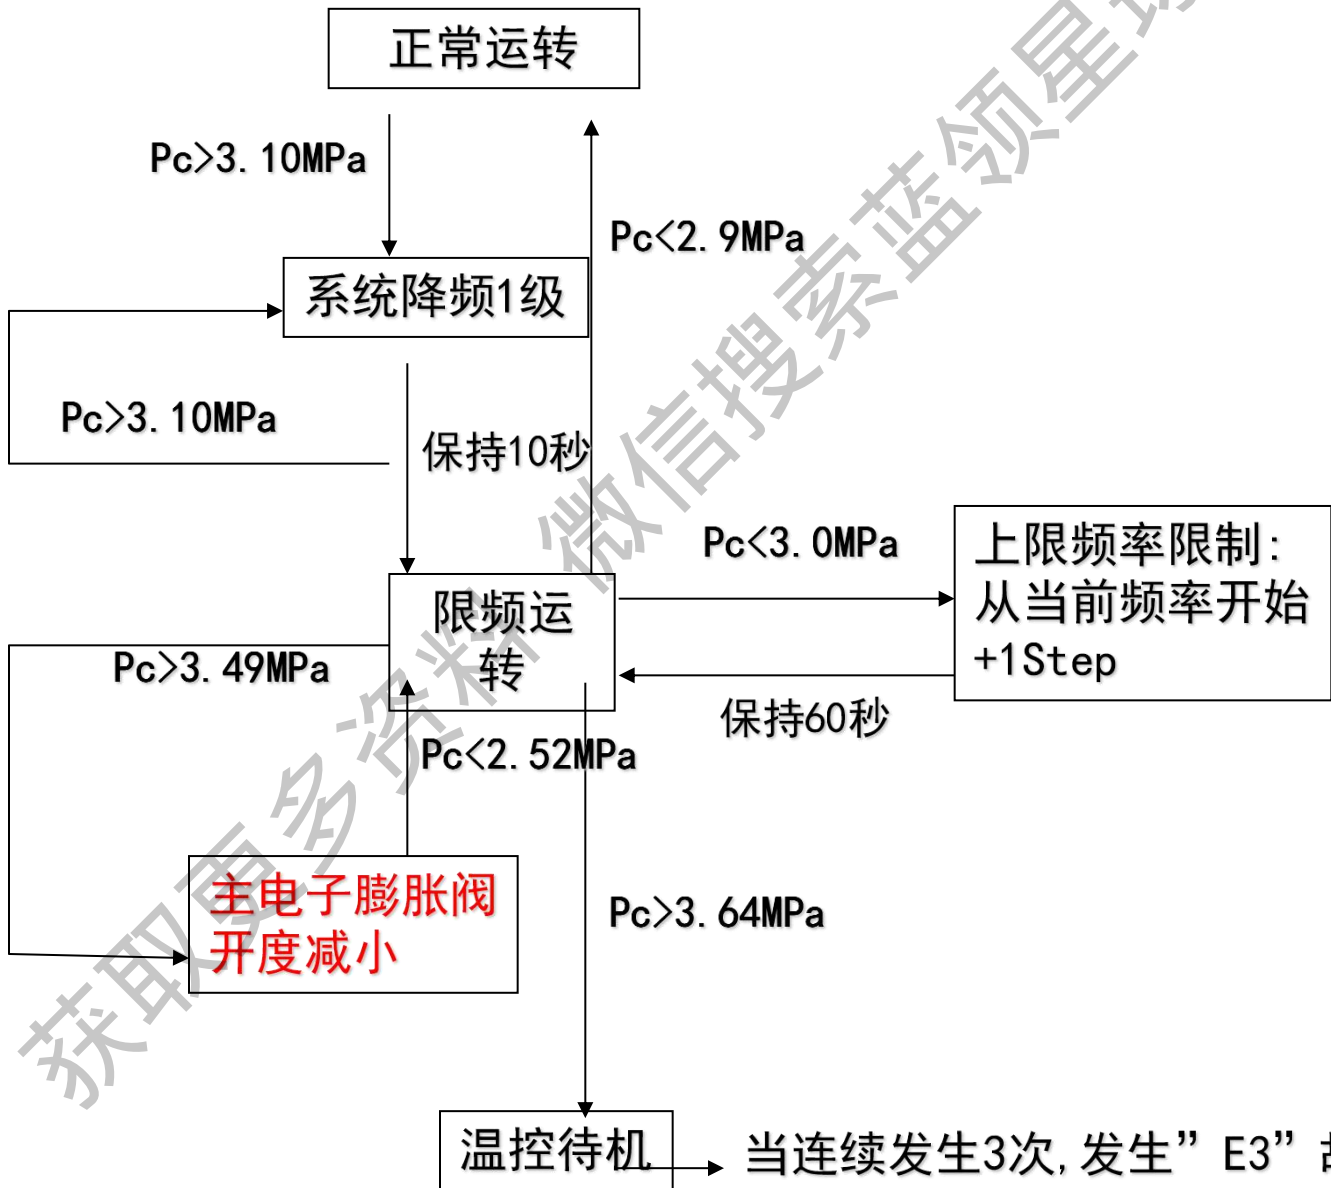 正常运转
Pc>3.10MPa
Pc<2.9MPa
系统降频1级
Pc>3.10MPa
保持10秒
Pc<3.0MPa
上限频率限制:
从当前频率开始
+1Step
限频运
转
Pc>3.49MPa
保持60秒
Pc<2.52MPa
主电子膨胀阀
开度减小
Pc>3.64MPa
温控待机
当连续发生3次,发生”E3”
获取更多资料 微信搜索蓝领星球